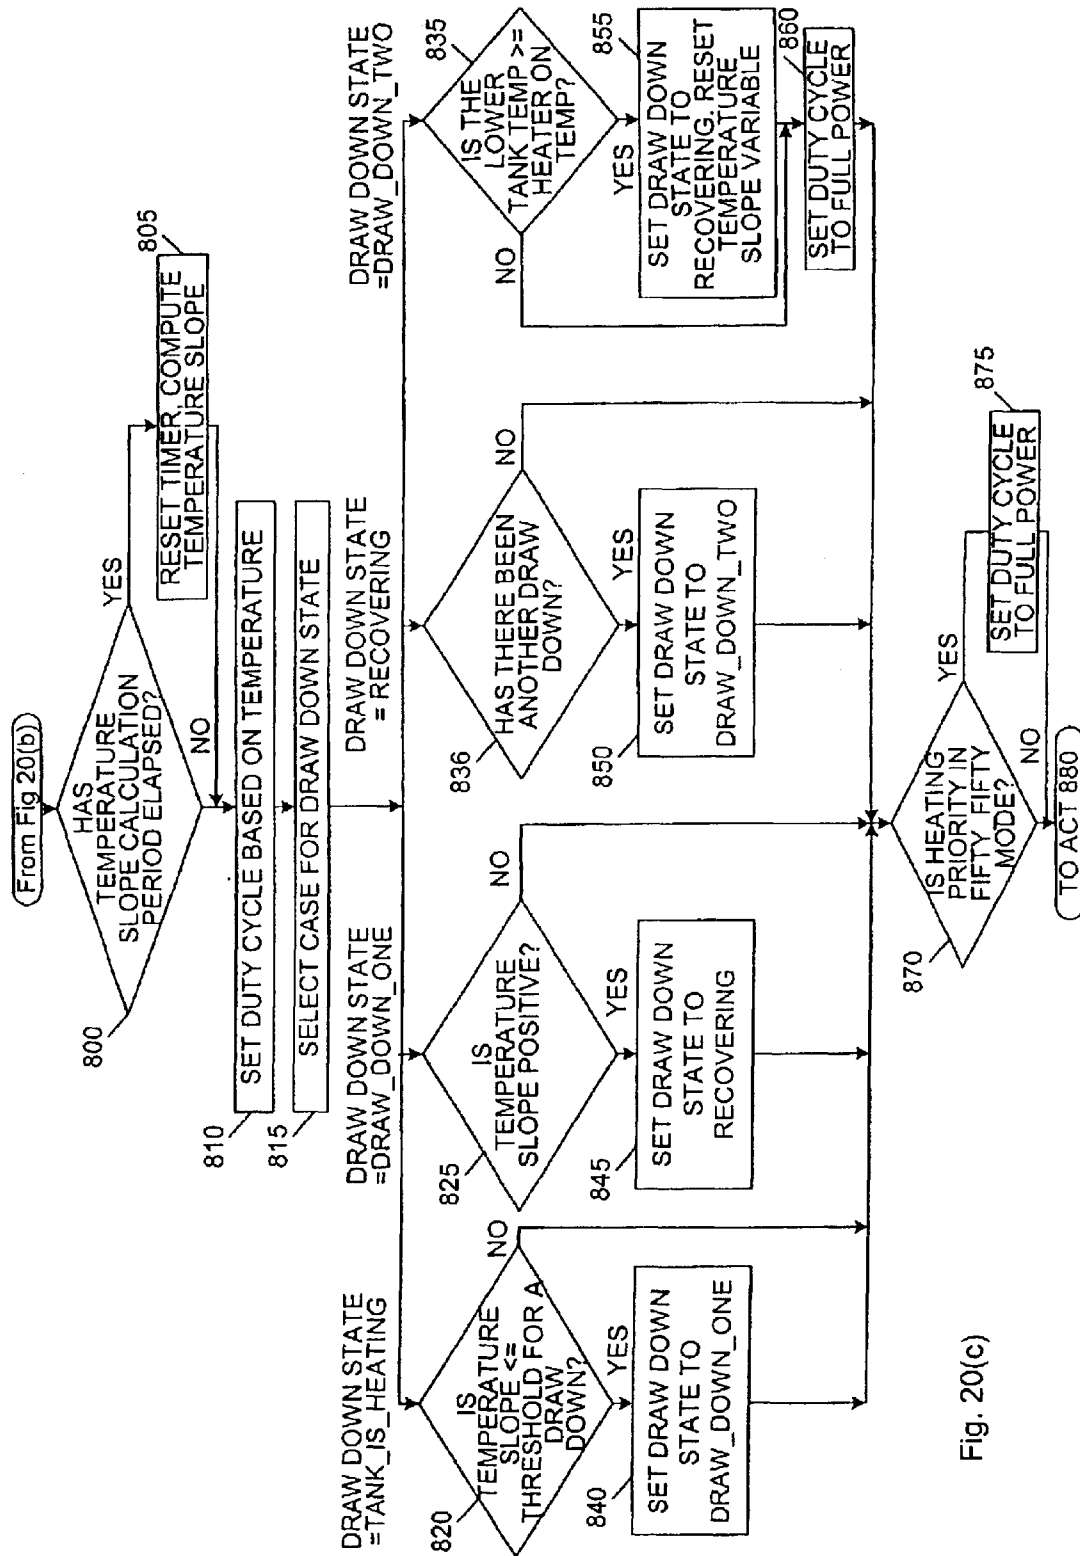 From Fig 20(b)
HAS
TEMPERATURE
SLOPE CALCULATION
PERIOD ELAPSED?
800
YES
NO
805
RESET TIMER, COMPUTE
TEMPERATURE SLOPE
810
SET DUTY CYCLE BASED ON TEMPERATURE
815
SELECT CASE FOR DRAW DOWN STATE
DRAW DOWN STATE
=TANK_IS_HEATING
DRAW DOWN STATE
=DRAW_DOWN_ONE
DRAW DOWN STATE
= RECOVERING
DRAW DOWN STATE
=DRAW_DOWN_TWO
IS
TEMPERATURE
SLOPE <=
THRESHOLD FOR A
DRAW
DOWN?
820
NO
YES
840
SET DRAW DOWN
STATE TO
DRAW_DOWN_ONE
IS
TEMPERATURE
SLOPE POSITIVE?
825
NO
YES
845
SET DRAW DOWN
STATE TO
RECOVERING
HAS THERE BEEN
ANOTHER DRAW
DOWN?
836
NO
YES
850
SET DRAW DOWN
STATE TO
DRAW_DOWN_TWO
835
IS THE
LOWER
TANK TEMP >=
HEATER ON
TEMP?
NO
YES
855
SET DRAW DOWN
STATE TO
RECOVERING. RESET
TEMPERATURE
SLOPE VARIABLE
860
SET DUTY CYCLE
TO FULL POWER
IS HEATING
PRIORITY IN
FIFTY FIFTY
MODE?
870
YES
NO
875
SET DUTY CYCLE
TO FULL POWER
TO ACT 880
Fig. 20(c)